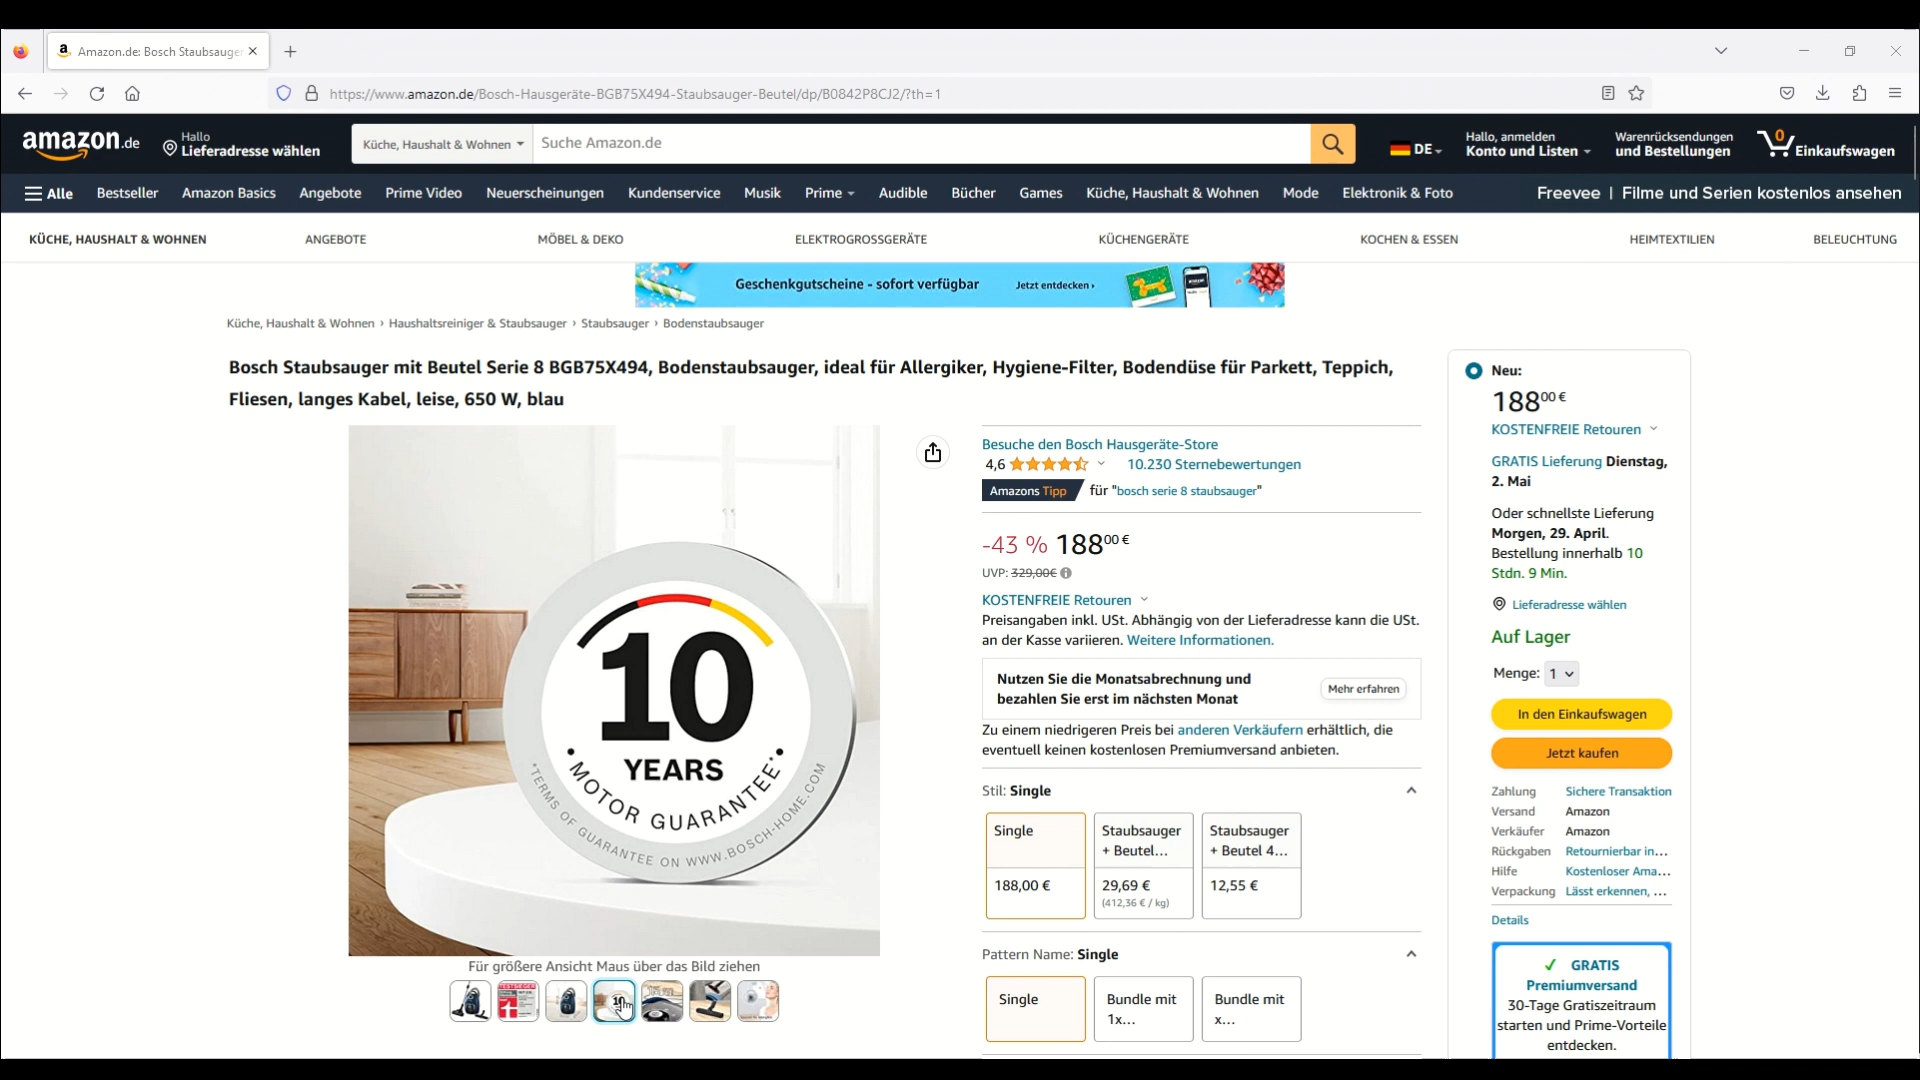 Amazon.de: Bosch Staubsauger
https://www.amazon.de/Bosch-Hausgeräte-BGB75X494-Staubsauger-Beutel/dp/B0842P8CJ2/?th=1
amazon.de
Hallo
Lieferadresse wählen
Küche, Haushalt & Wohnen
Suche Amazon.de
DE
Hallo, anmelden
Konto und Listen
Warenrücksendungen
und Bestellungen
0
Einkaufswagen
Alle
Bestseller
Amazon Basics
Angebote
Prime Video
Neuerscheinungen
Kundenservice
Musik
Prime
Audible
Bücher
Games
Küche, Haushalt & Wohnen
Mode
Elektronik & Foto
Freevee | Filme und Serien kostenlos ansehen
KÜCHE, HAUSHALT & WOHNEN
ANGEBOTE
MÖBEL & DEKO
ELEKTROGROSSGERÄTE
KÜCHENGERÄTE
KOCHEN & ESSEN
HEIMTEXTILIEN
BELEUCHTUNG
Geschenkgutscheine - sofort verfügbar
Jetzt entdecken ›
Küche, Haushalt & Wohnen › Haushaltsreiniger & Staubsauger › Staubsauger › Bodenstaubsauger
Bosch Staubsauger mit Beutel Serie 8 BGB75X494, Bodenstaubsauger, ideal für Allergiker, Hygiene-Filter, Bodendüse für Parkett, Teppich,
Fliesen, langes Kabel, leise, 650 W, blau
10
YEARS
MOTOR GUARANTEE*
*TERMS OF GUARANTEE ON WWW.BOSCH-HOME.COM
Für größere Ansicht Maus über das Bild ziehen
Besuche den Bosch Hausgeräte-Store
4,6
10.230 Sternebewertungen
Amazons Tipp für "bosch serie 8 staubsauger"
-43 % 188 00 €
UVP: 329,00€
KOSTENFREIE Retouren
Preisangaben inkl. USt. Abhängig von der Lieferadresse kann die USt.
an der Kasse variieren. Weitere Informationen.
Nutzen Sie die Monatsabrechnung und
bezahlen Sie erst im nächsten Monat
Mehr erfahren
Zu einem niedrigeren Preis bei anderen Verkäufern erhältlich, die
eventuell keinen kostenlosen Premiumversand anbieten.
Stil: Single
Single
188,00 €
Staubsauger
+ Beutel...
29,69 €
(412,36 € / kg)
Staubsauger
+ Beutel 4...
12,55 €
Pattern Name: Single
Single
Bundle mit
1x...
Bundle mit
x...
Neu:
188 00 €
KOSTENFREIE Retouren
GRATIS Lieferung Dienstag,
2. Mai
Oder schnellste Lieferung
Morgen, 29. April.
Bestellung innerhalb 10
Stdn. 9 Min.
Lieferadresse wählen
Auf Lager
Menge: 1
In den Einkaufswagen
Jetzt kaufen
Zahlung Sichere Transaktion
Versand Amazon
Verkäufer Amazon
Rückgaben Retournierbar in...
Hilfe Kostenloser Ama...
Verpackung Lässt erkennen, ...
Details
GRATIS
Premiumversand
30-Tage Gratiszeitraum
starten und Prime-Vorteile
entdecken.